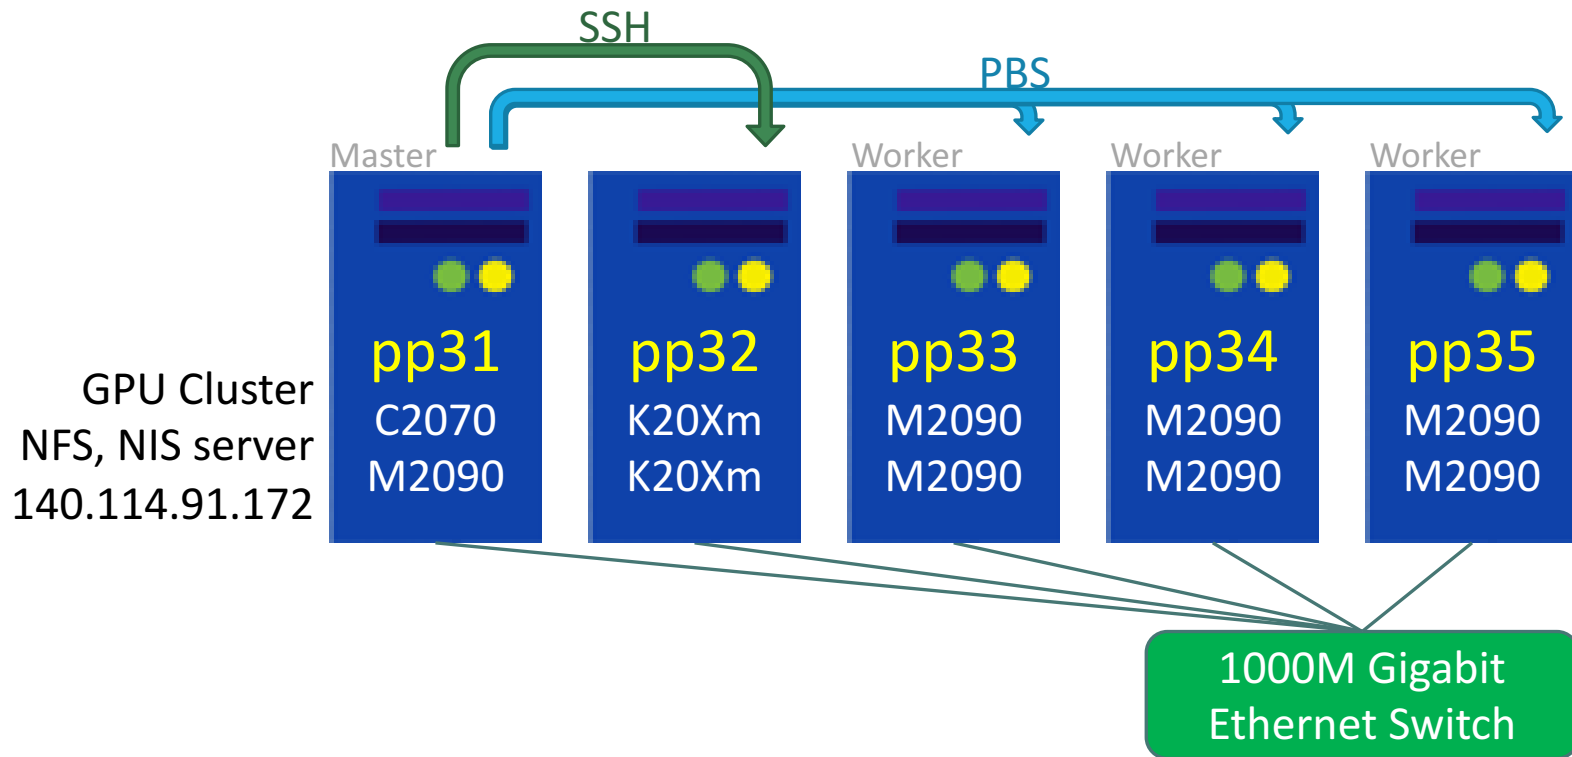 SSH
PBS
Master
Worker
Worker
Worker
pp31
C2070
M2090
pp32
K20Xm
K20Xm
pp33
M2090
M2090
pp34
M2090
M2090
pp35
M2090
M2090
GPU Cluster
NFS, NIS server
140.114.91.172
1000M Gigabit
Ethernet Switch